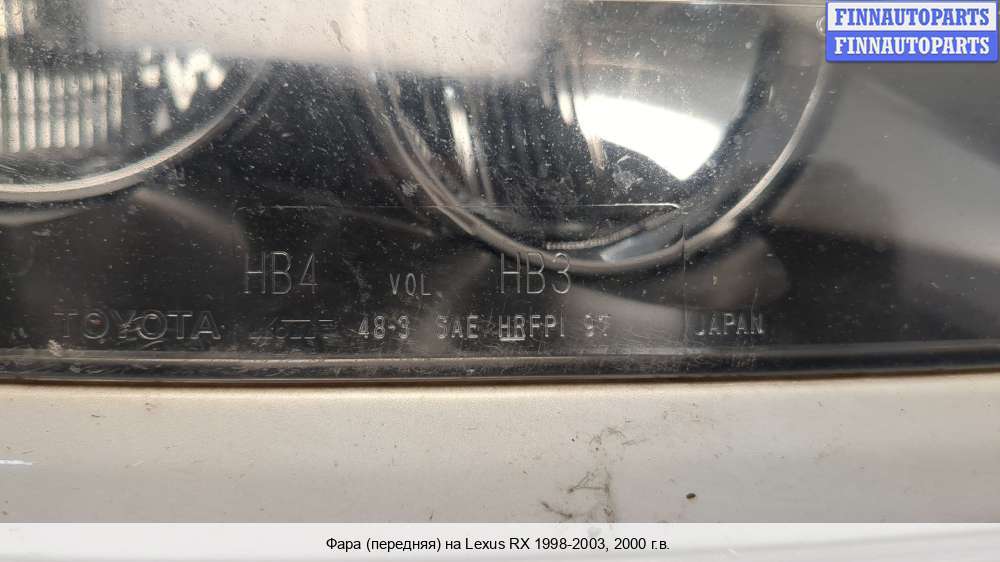 FINNAUTOPARTS
FINNAUTOPARTS
HB4 VOL HB3
TOYOTA 48-3 SAE HRFPI JAPAN
Фара (передняя) на Lexus RX 1998-2003, 2000 г.в.